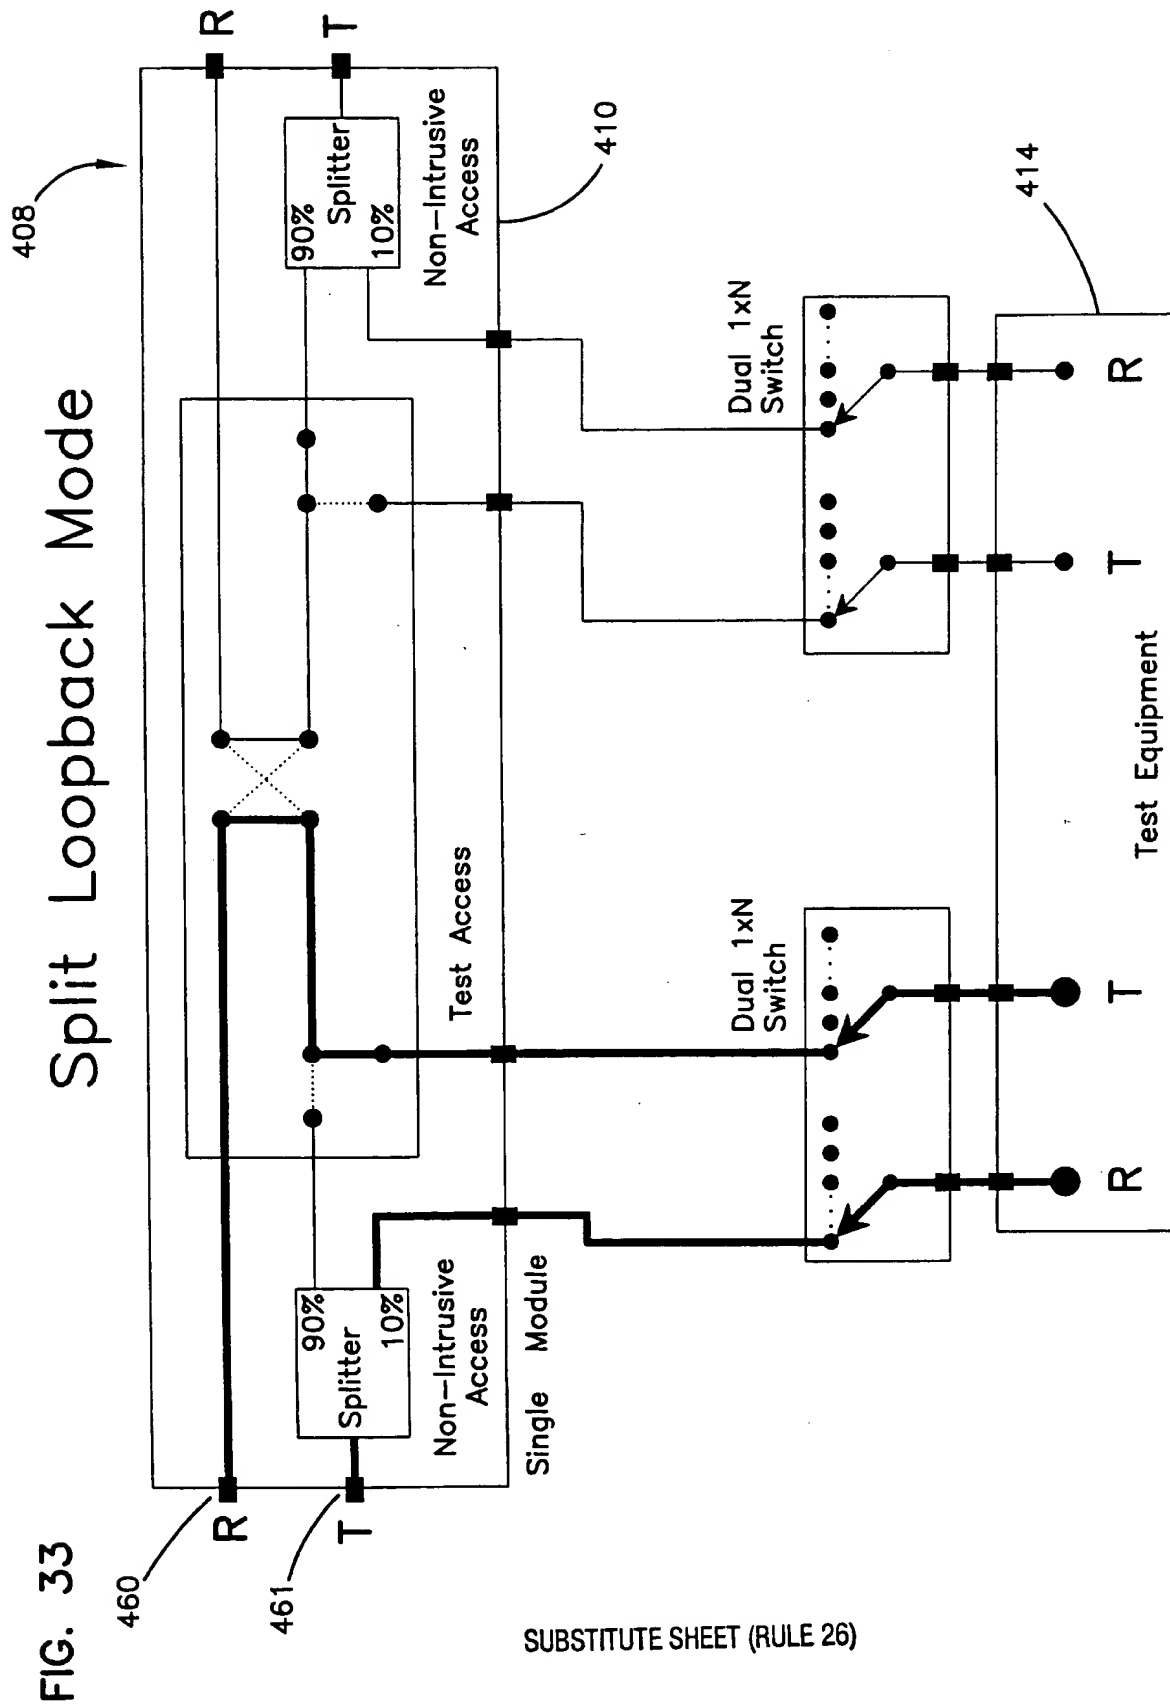 FIG. 33
Split Loopback Mode
408
R
T
R
T
460
461
Splitter
90%
10%
Non-Intrusive
Access
Test Access
90%
Splitter
10%
Non-Intrusive
Access
410
Single Module
Dual 1xN
Switch
Dual 1xN
Switch
414
R
T
T
R
Test Equipment
SUBSTITUTE SHEET (RULE 26)